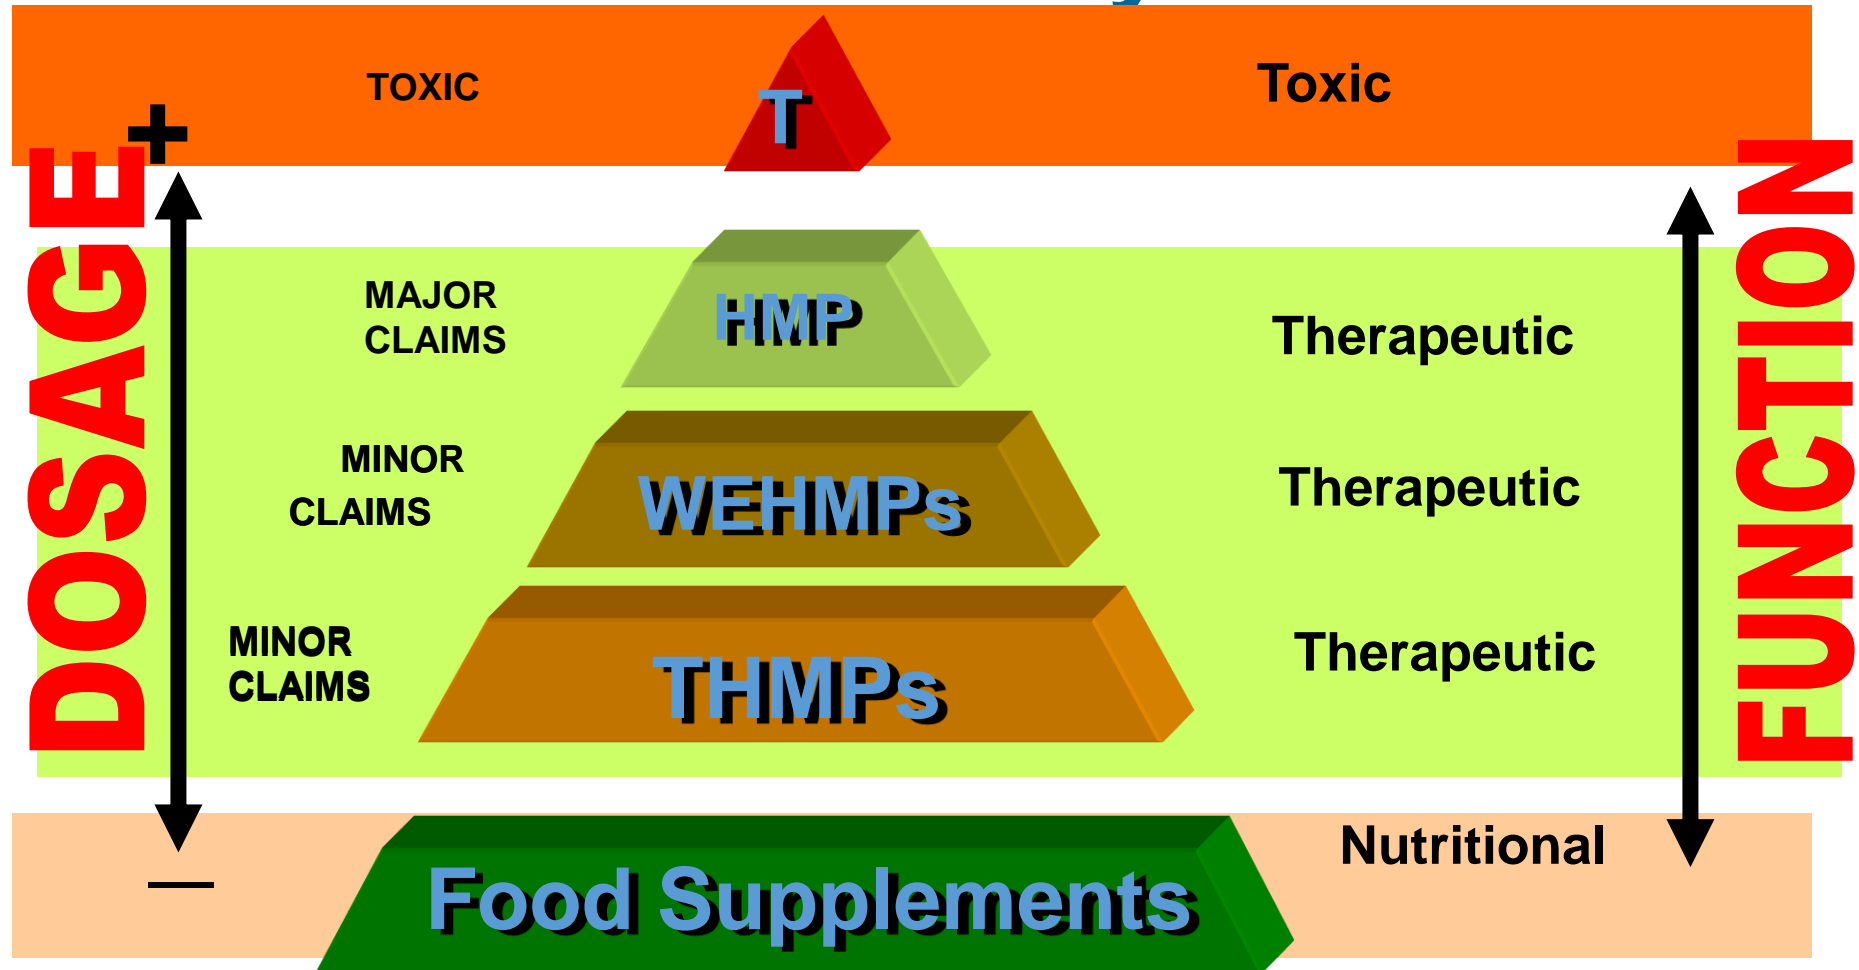 TOXIC
T
Toxic
+
DOSAGE
FUNCTION
MAJOR
CLAIMS
HMP
Therapeutic
MINOR
CLAIMS
WEHMPs
Therapeutic
MINOR
CLAIMS
THMPs
Therapeutic
Nutritional
—
Food Supplements